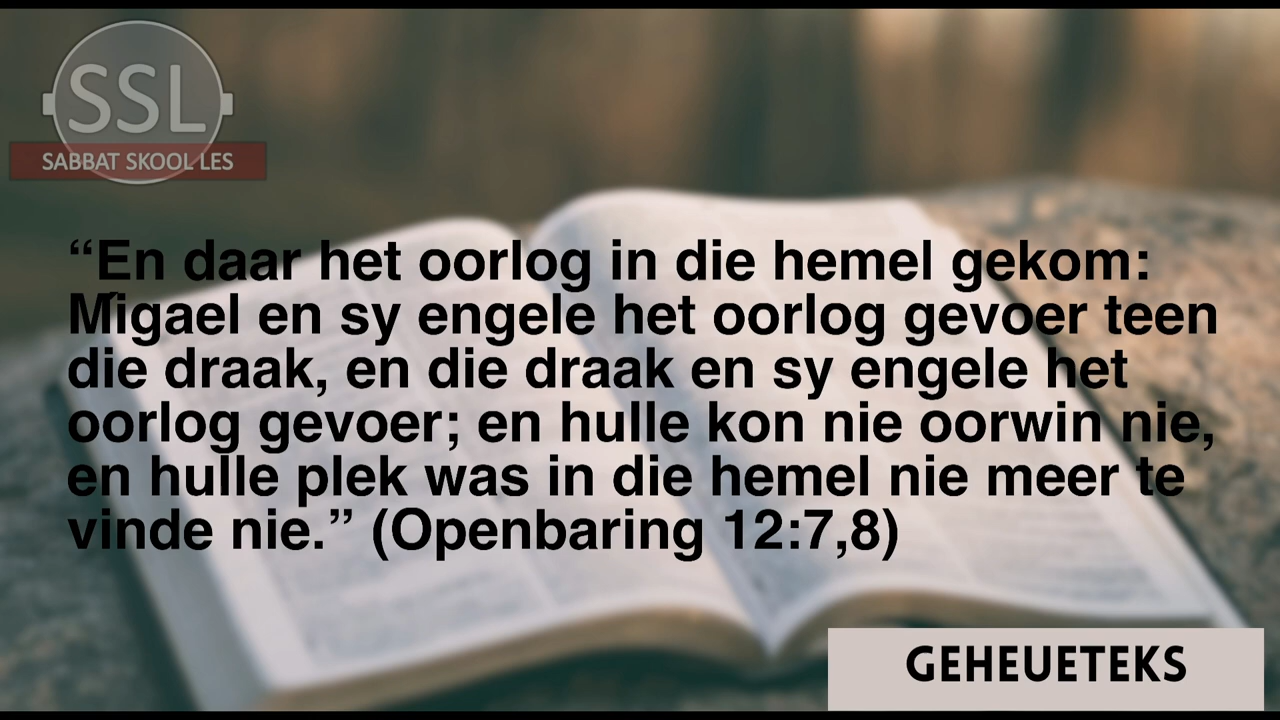 SSL
SABBAT SKOOL LES
“En daar het oorlog in die hemel gekom:
Mígael en sy engele het oorlog gevoer teen
die draak, en die draak en sy engele het
oorlog gevoer; en hulle kon nie oorwin nie,
en hulle plek was in die hemel nie meer te
vinde nie.” (Openbaring 12:7,8)
GEHEUETEKS